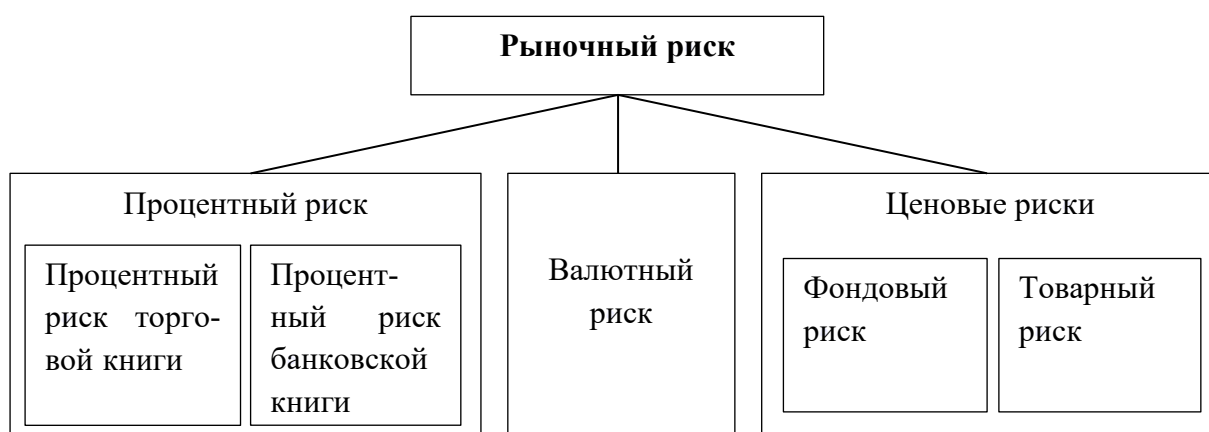 Рыночный риск
Процентный риск
Процентный
риск торго-
вой книги
Процент-
ный риск
банковской
книги
Валютный
риск
Ценовые риски
Фондовый
риск
Товарный
риск